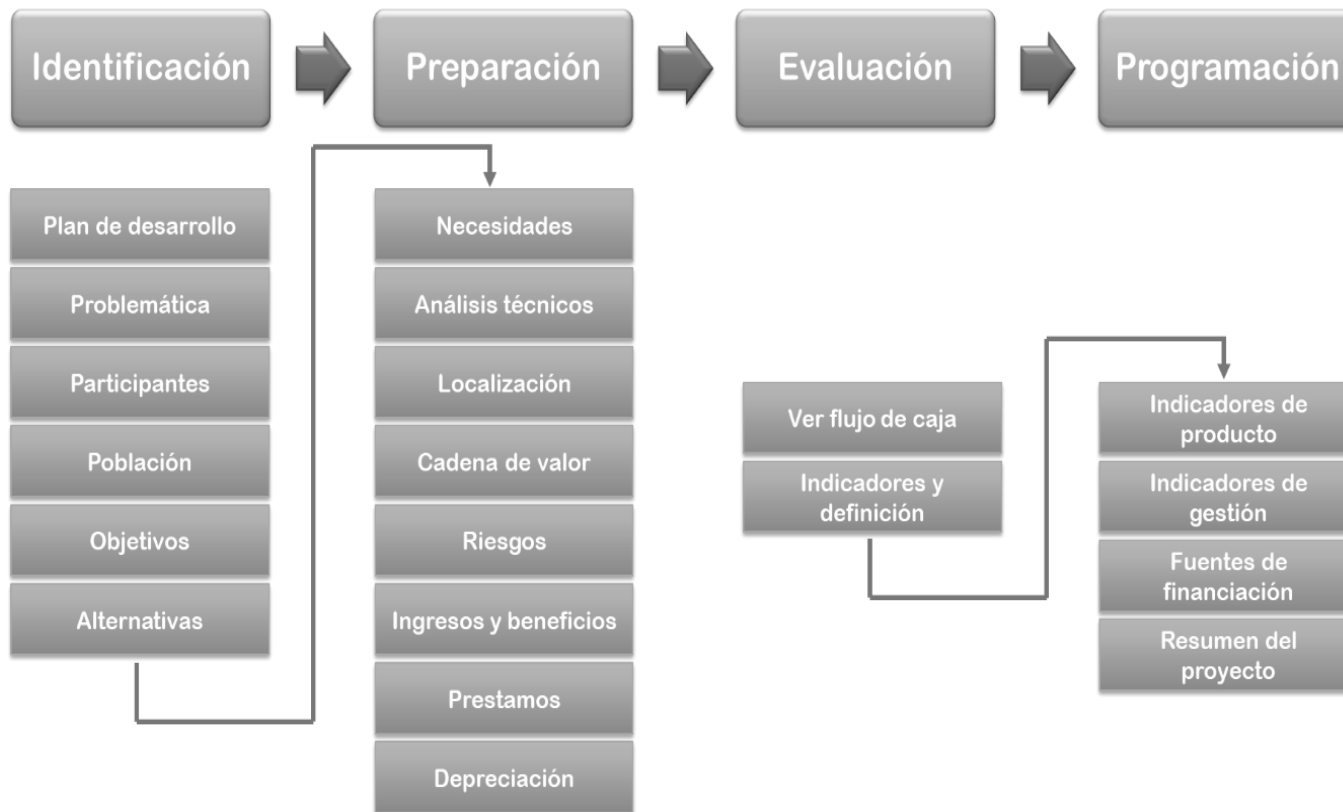 Identificación
Preparación
Evaluación
Programación
Plan de desarrollo
Problemática
Participantes
Población
Objetivos
Alternativas
Necesidades
Análisis técnicos
Localización
Cadena de valor
Riesgos
Ingresos y beneficios
Prestamos
Depreciación
Ver flujo de caja
Indicadores y
definición
Indicadores de
producto
Indicadores de
gestión
Fuentes de
financiación
Resumen del
proyecto